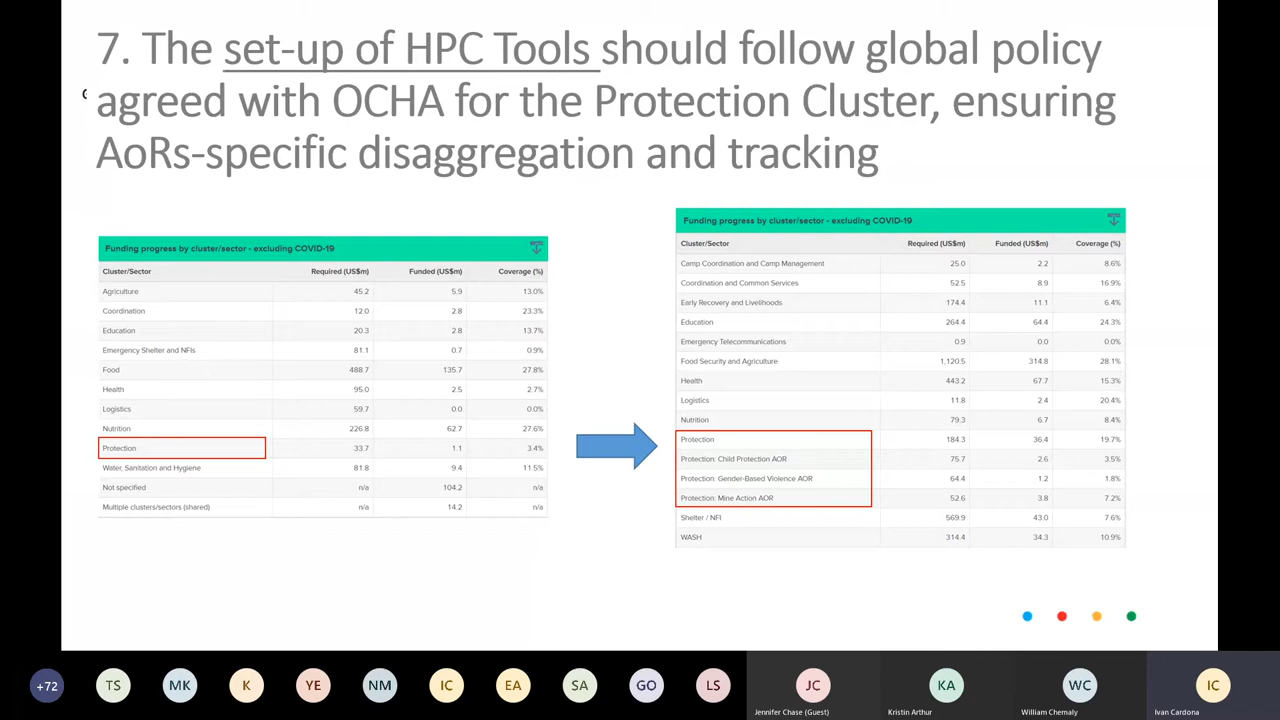 7. The set-up of HPC Tools should follow global policy
agreed with OCHA for the Protection Cluster, ensuring
AoRs-specific disaggregation and tracking
Funding progress by cluster/sector - excluding COVID-19
Cluster/Sector Required (US$m) Funded (US$m) Coverage (%)
Agriculture 45.2 5.9 13.0%
Coordination 12.0 2.8 23.3%
Education 20.3 2.8 13.7%
Emergency Shelter and NFIs 81.1 0.7 0.9%
Food 488.7 135.7 27.8%
Health 95.0 2.5 2.7%
Logistics 59.7 0.0 0.0%
Nutrition 226.8 62.7 27.6%
Protection 33.7 1.1 3.4%
Water, Sanitation and Hygiene 81.8 9.4 11.5%
Not specified n/a 104.2 n/a
Multiple clusters/sectors (shared) n/a 14.2 n/a
Funding progress by cluster/sector - excluding COVID-19
Cluster/Sector Required (US$m) Funded (US$m) Coverage (%)
Camp Coordination and Camp Management 25.0 2.2 8.6%
Coordination and Common Services 52.5 8.9 16.9%
Early Recovery and Livelihoods 174.4 11.1 6.4%
Education 264.4 64.4 24.3%
Emergency Telecommunications 0.9 0.0 0.0%
Food Security and Agriculture 1,120.5 314.8 28.1%
Health 443.2 67.7 15.3%
Logistics 11.8 2.4 20.4%
Nutrition 79.3 6.7 8.4%
Protection 184.3 36.4 19.7%
Protection: Child Protection AOR 75.7 2.6 3.5%
Protection: Gender-Based Violence AOR 64.4 1.2 1.8%
Protection: Mine Action AOR 52.6 3.8 7.2%
Shelter / NFI 569.9 43.0 7.6%
WASH 314.4 34.3 10.9%
+72 TS MK K YE NM IC EA SA GO LS JC KA WC IC
Jennifer Chase (Guest) Kristin Arthur William Chemaly Ivan Cardona